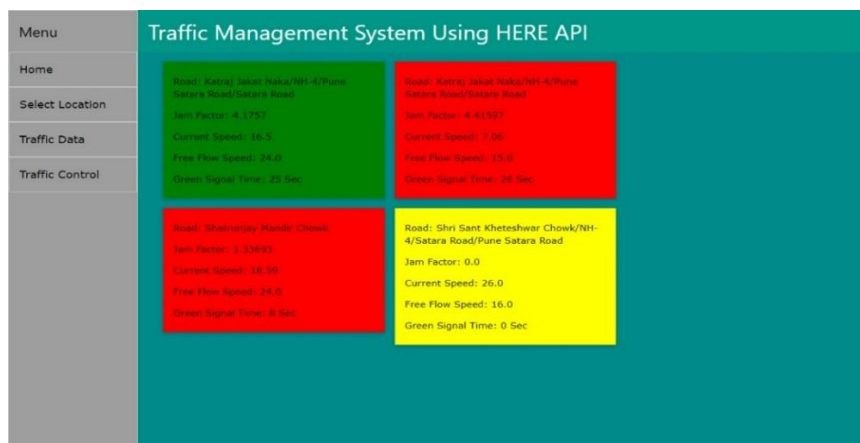 Menu
Home
Select Location
Traffic Data
Traffic Control
Traffic Management System Using HERE API
Road: Katraj Jakat Naka/NH-4/Pune
Satara Road/Satara Road
Jam Factor: 4.1757
Current Speed: 16.5
Free Flow Speed: 24.0
Green Signal Time: 25 Sec
Road: Katraj Jakat Naka/NH-4/Pune
Satara Road/Satara Road
Jam Factor: 4.41597
Current Speed: 7.06
Free Flow Speed: 15.0
Green Signal Time: 26 Sec
Road: Shatrunjay Mandir Chowk
Jam Factor: 1.33693
Current Speed: 18.59
Free Flow Speed: 24.0
Green Signal Time: 8 Sec
Road: Shri Sant Kheteshwar Chowk/NH-
4/Satara Road/Pune Satara Road
Jam Factor: 0.0
Current Speed: 26.0
Free Flow Speed: 16.0
Green Signal Time: 0 Sec